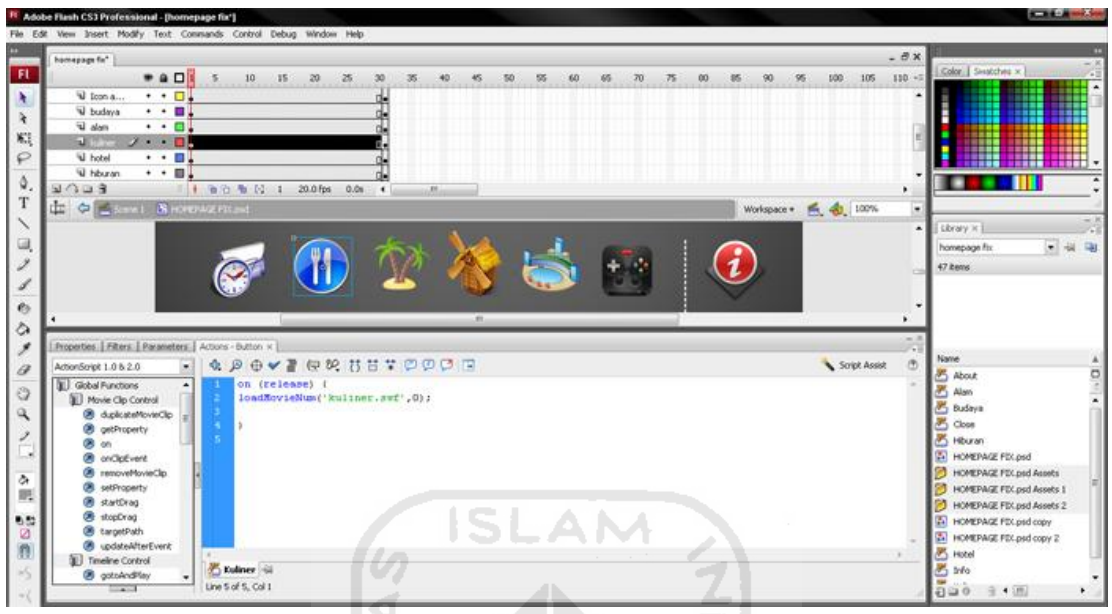 Adobe Flash CS3 Professional - [homepage fix*]
File Edit View Insert Modify Text Commands Control Debug Window Help
homepage fix*
5 10 15 20 25 30 35 40 45 50 55 60 65 70 75 80 85 90 95 100 105 110
Icon a...
budaya
alam
kuliner
hotel
hiburan
1 20.0 fps 0.0s
Scene 1 HOMEPAGE FIX.psd
Workspace 100%
Properties Filters Parameters Actions - Button ×
ActionScript 1.0 & 2.0
Script Assist
Global Functions
Movie Clip Control
duplicateMovieClip
getProperty
on
onClipEvent
removeMovieClip
setProperty
startDrag
stopDrag
targetPath
updateAfterEvent
Timeline Control
gotoAndPlay
1 on (release) {
2 loadMovieNum('kuliner.swf',0);
3
4 }
5
Kuliner
Line 5 of 5, Col 1
Color Swatches ×
Library ×
homepage fix
47 items
Name
About
Alam
Budaya
Close
Hiburan
HOMEPAGE FIX.psd
HOMEPAGE FIX.psd Assets
HOMEPAGE FIX.psd Assets 1
HOMEPAGE FIX.psd Assets 2
HOMEPAGE FIX.psd copy
HOMEPAGE FIX.psd copy 2
Hotel
Info
Fl
ISLAM